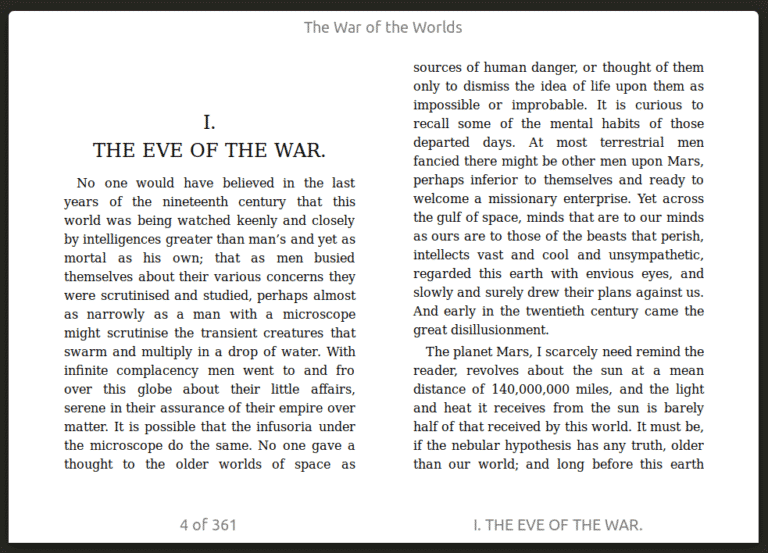 The War of the Worlds
I.
THE EVE OF THE WAR.
No one would have believed in the last
years of the nineteenth century that this
world was being watched keenly and closely
by intelligences greater than man’s and yet as
mortal as his own; that as men busied
themselves about their various concerns they
were scrutinised and studied, perhaps almost
as narrowly as a man with a microscope
might scrutinise the transient creatures that
swarm and multiply in a drop of water. With
infinite complacency men went to and fro
over this globe about their little affairs,
serene in their assurance of their empire over
matter. It is possible that the infusoria under
the microscope do the same. No one gave a
thought to the older worlds of space as
sources of human danger, or thought of them
only to dismiss the idea of life upon them as
impossible or improbable. It is curious to
recall some of the mental habits of those
departed days. At most terrestrial men
fancied there might be other men upon Mars,
perhaps inferior to themselves and ready to
welcome a missionary enterprise. Yet across
the gulf of space, minds that are to our minds
as ours are to those of the beasts that perish,
intellects vast and cool and unsympathetic,
regarded this earth with envious eyes, and
slowly and surely drew their plans against us.
And early in the twentieth century came the
great disillusionment.
The planet Mars, I scarcely need remind the
reader, revolves about the sun at a mean
distance of 140,000,000 miles, and the light
and heat it receives from the sun is barely
half of that received by this world. It must be,
if the nebular hypothesis has any truth, older
than our world; and long before this earth
4 of 361
I. THE EVE OF THE WAR.